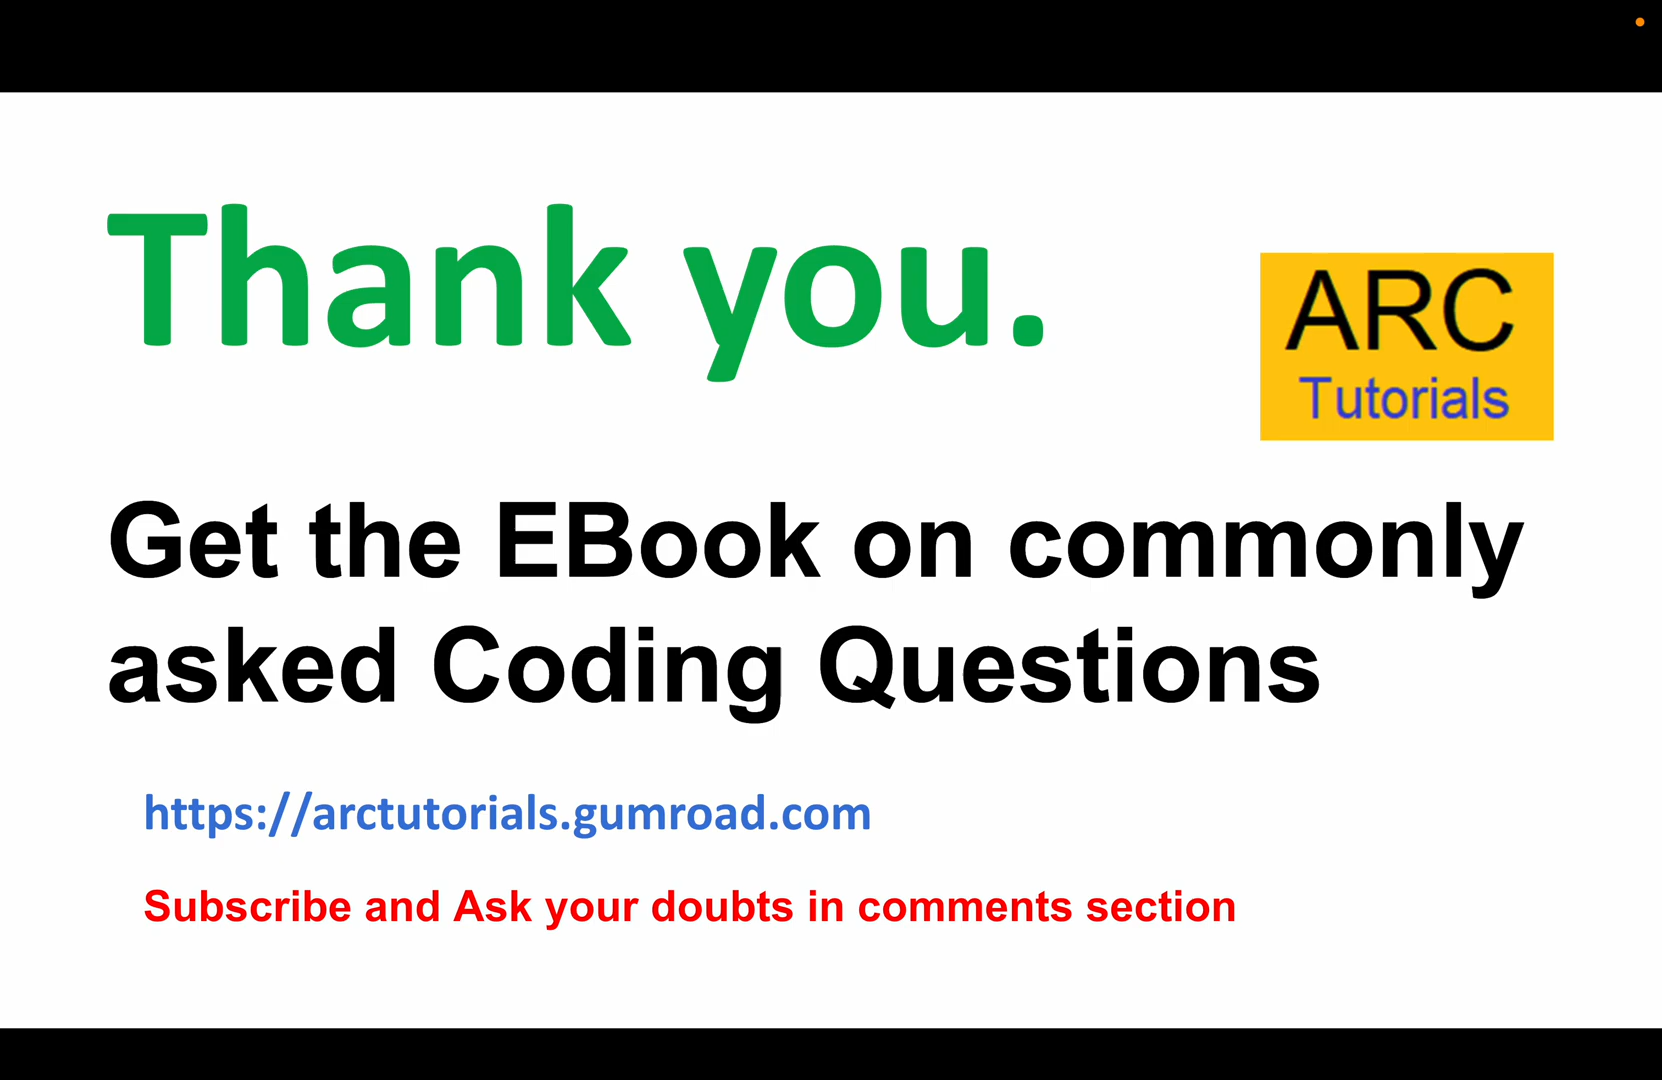 Thank you.
ARC
Tutorials
Get the EBook on commonly
asked Coding Questions
https://arctutorials.gumroad.com
Subscribe and Ask your doubts in comments section